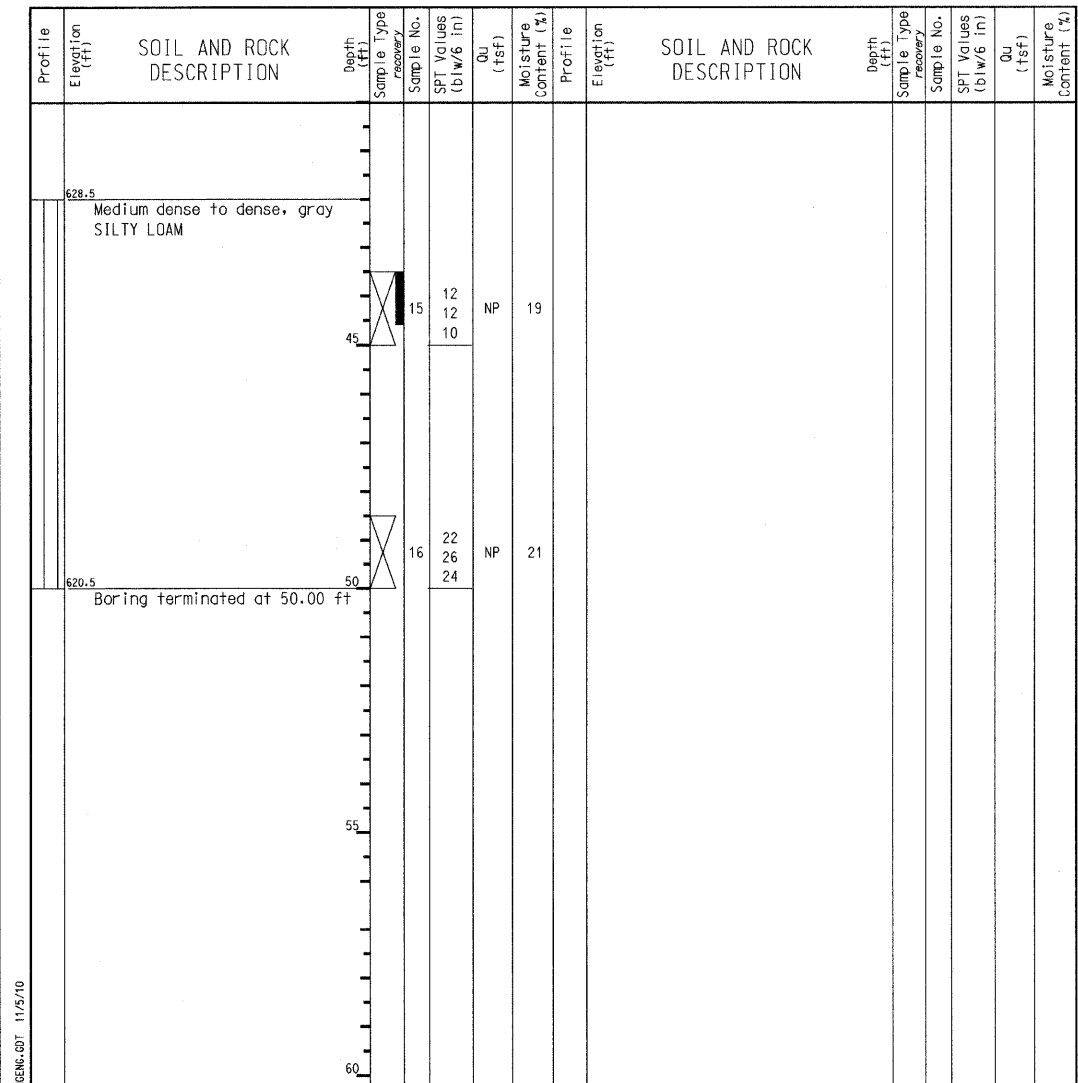 Profile
Elevation
(ft)
SOIL AND ROCK
DESCRIPTION
Depth
(ft)
Sample Type
recovery
Sample No.
SPT Values
(blw/6 in)
Qu
(tsf)
Moisture
Content (%)
Profile
Elevation
(ft)
SOIL AND ROCK
DESCRIPTION
Depth
(ft)
Sample Type
recovery
Sample No.
SPT Values
(blw/6 in)
Qu
(tsf)
Moisture
Content (%)
628.5
Medium dense to dense, gray
SILTY LOAM
12
15 12 NP 19
10
45
22
16 26 NP 21
24
620.5 50
Boring terminated at 50.00 ft
55
60
GENG.GDT 11/5/10